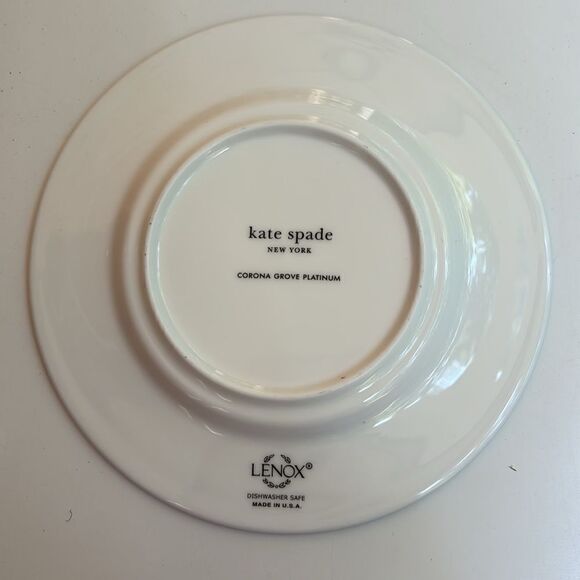 kate spade
NEW YORK
CORONA GROVE PLATINUM
LENOX®
DISHWASHER SAFE
MADE IN U.S.A.